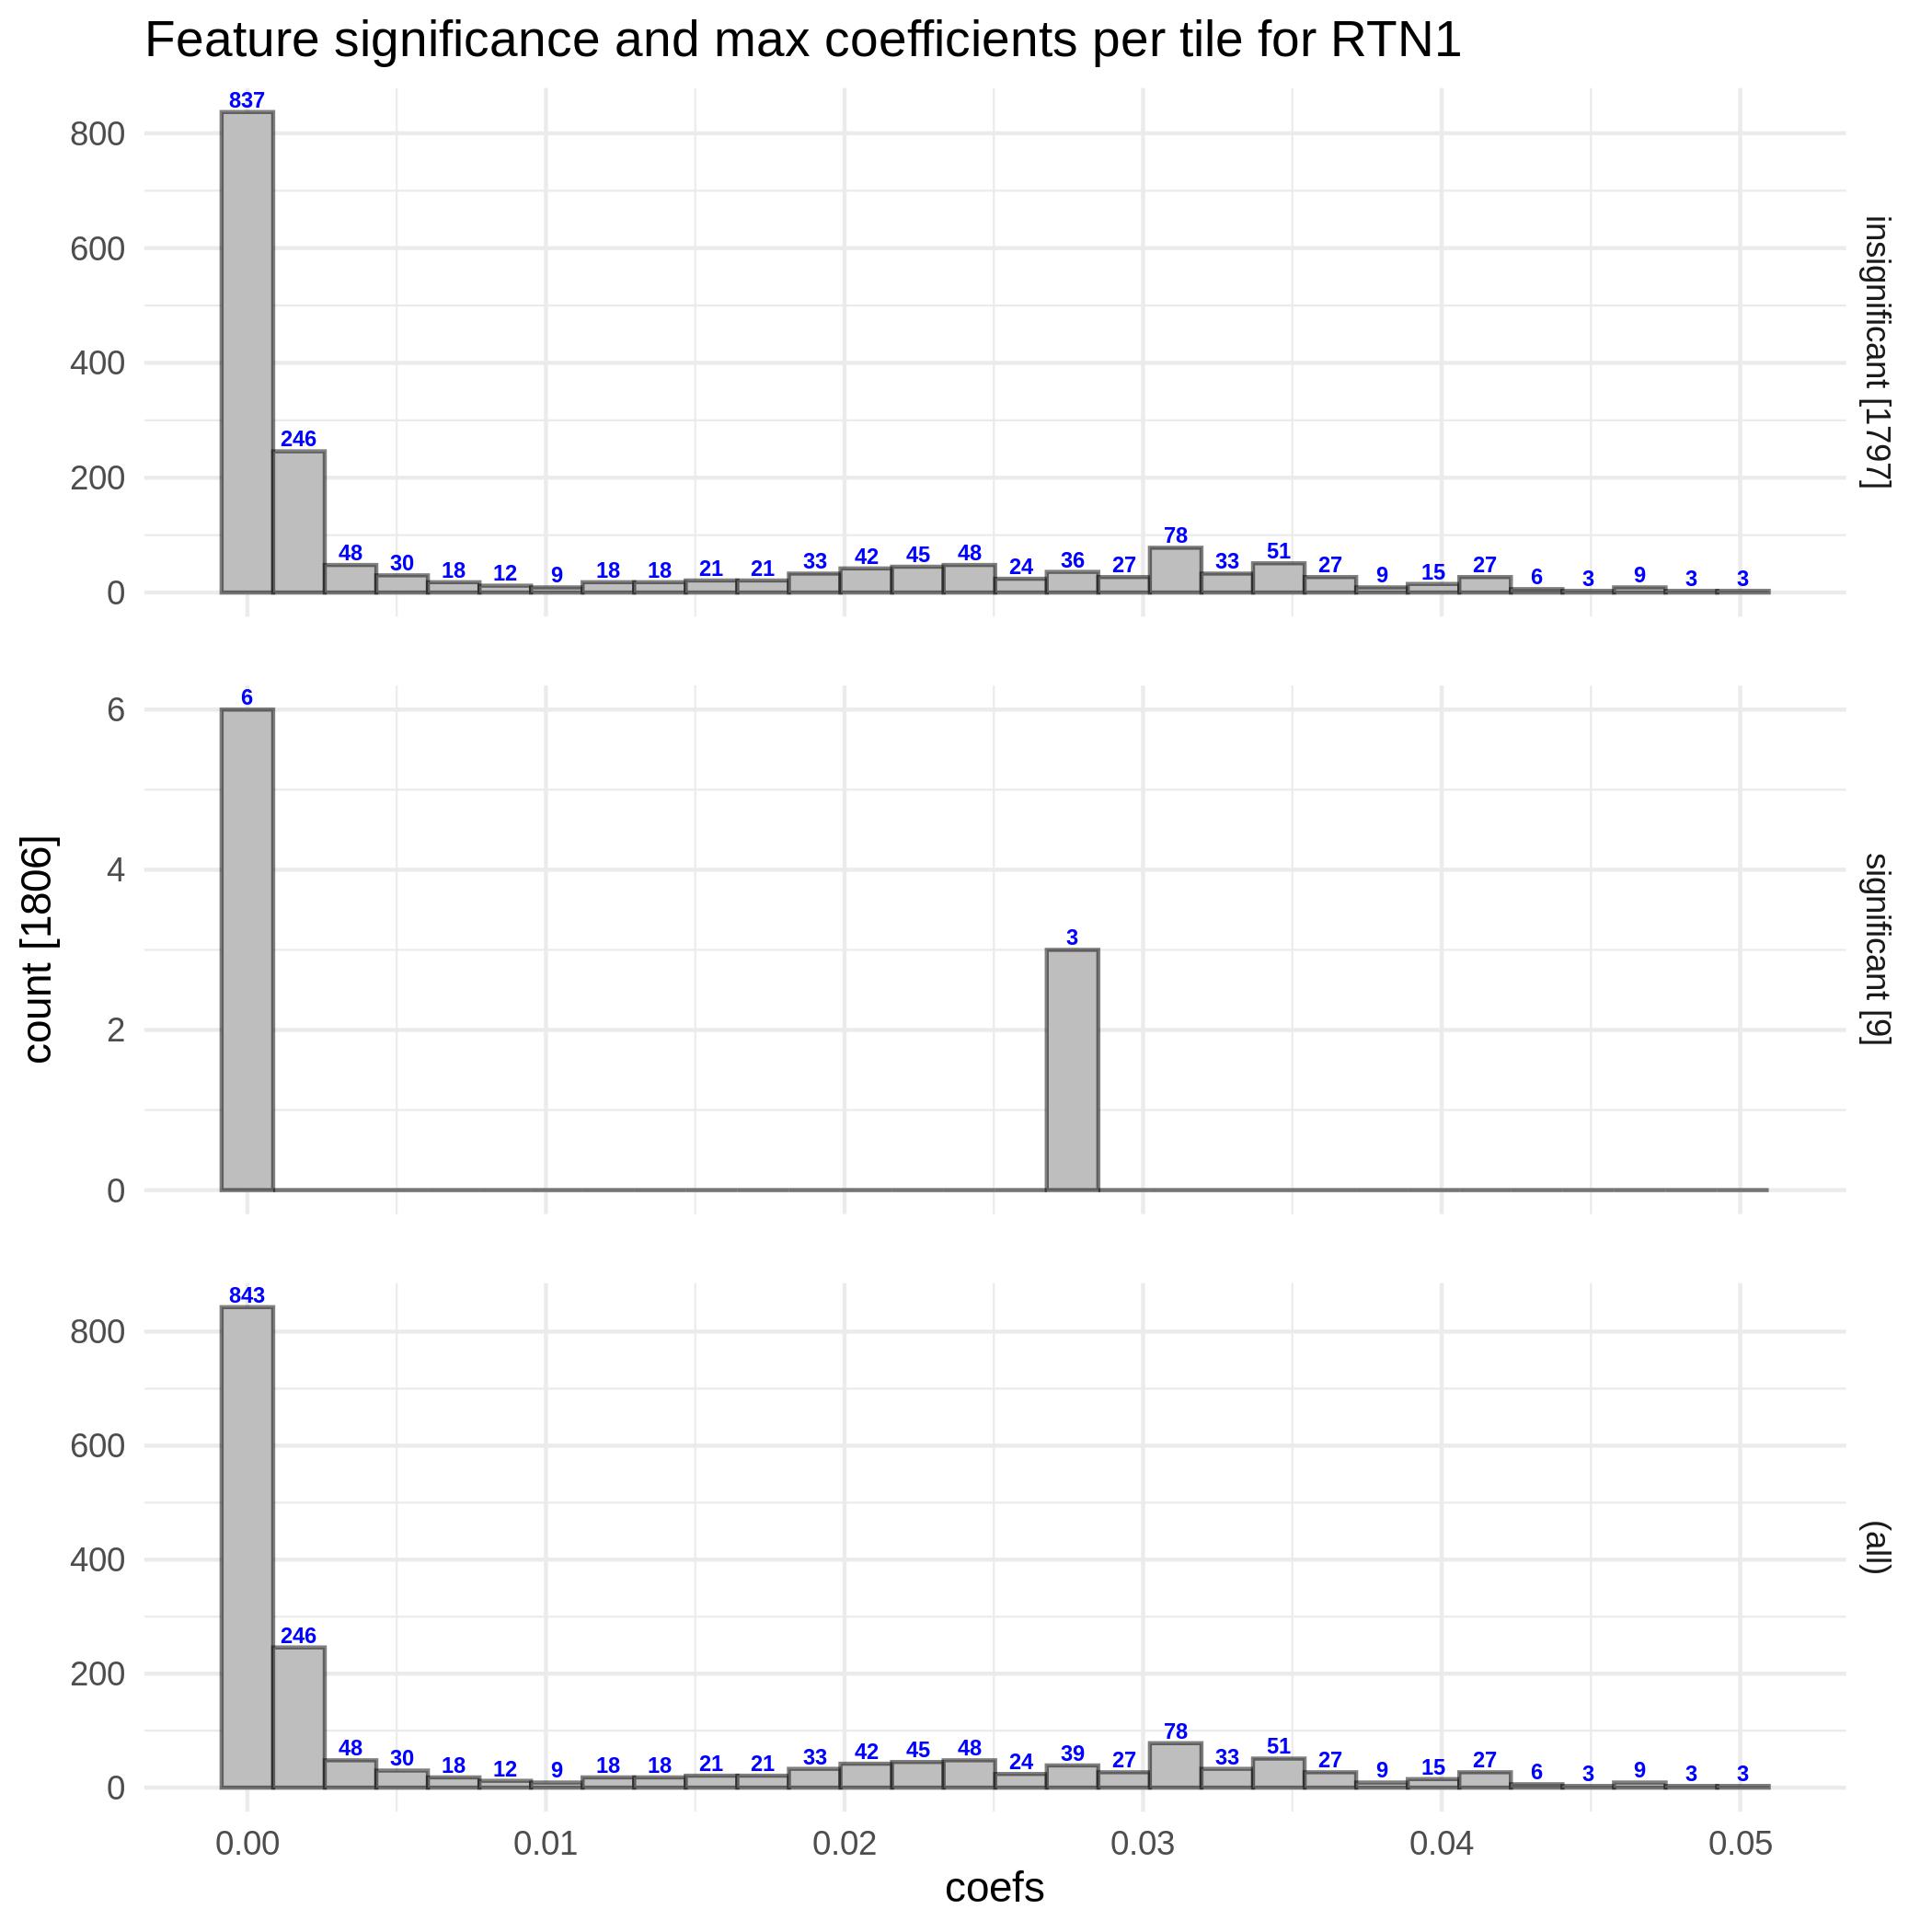 Feature significance and max coefficients per tile for RTN1
837
800
600
400
246
200
48 30 18 12 9 18 18 21 21 33 42 45 48 24 36 27 78 33 51 27 9 15 27 6 3 9 3 3
0
insignificant [1797]
6
6
4
3
2
0
significant [9]
count [1806]
843
800
600
400
246
200
48 30 18 12 9 18 18 21 21 33 42 45 48 24 39 27 78 33 51 27 9 15 27 6 3 9 3 3
0
(all)
0.00 0.01 0.02 0.03 0.04 0.05
coefs